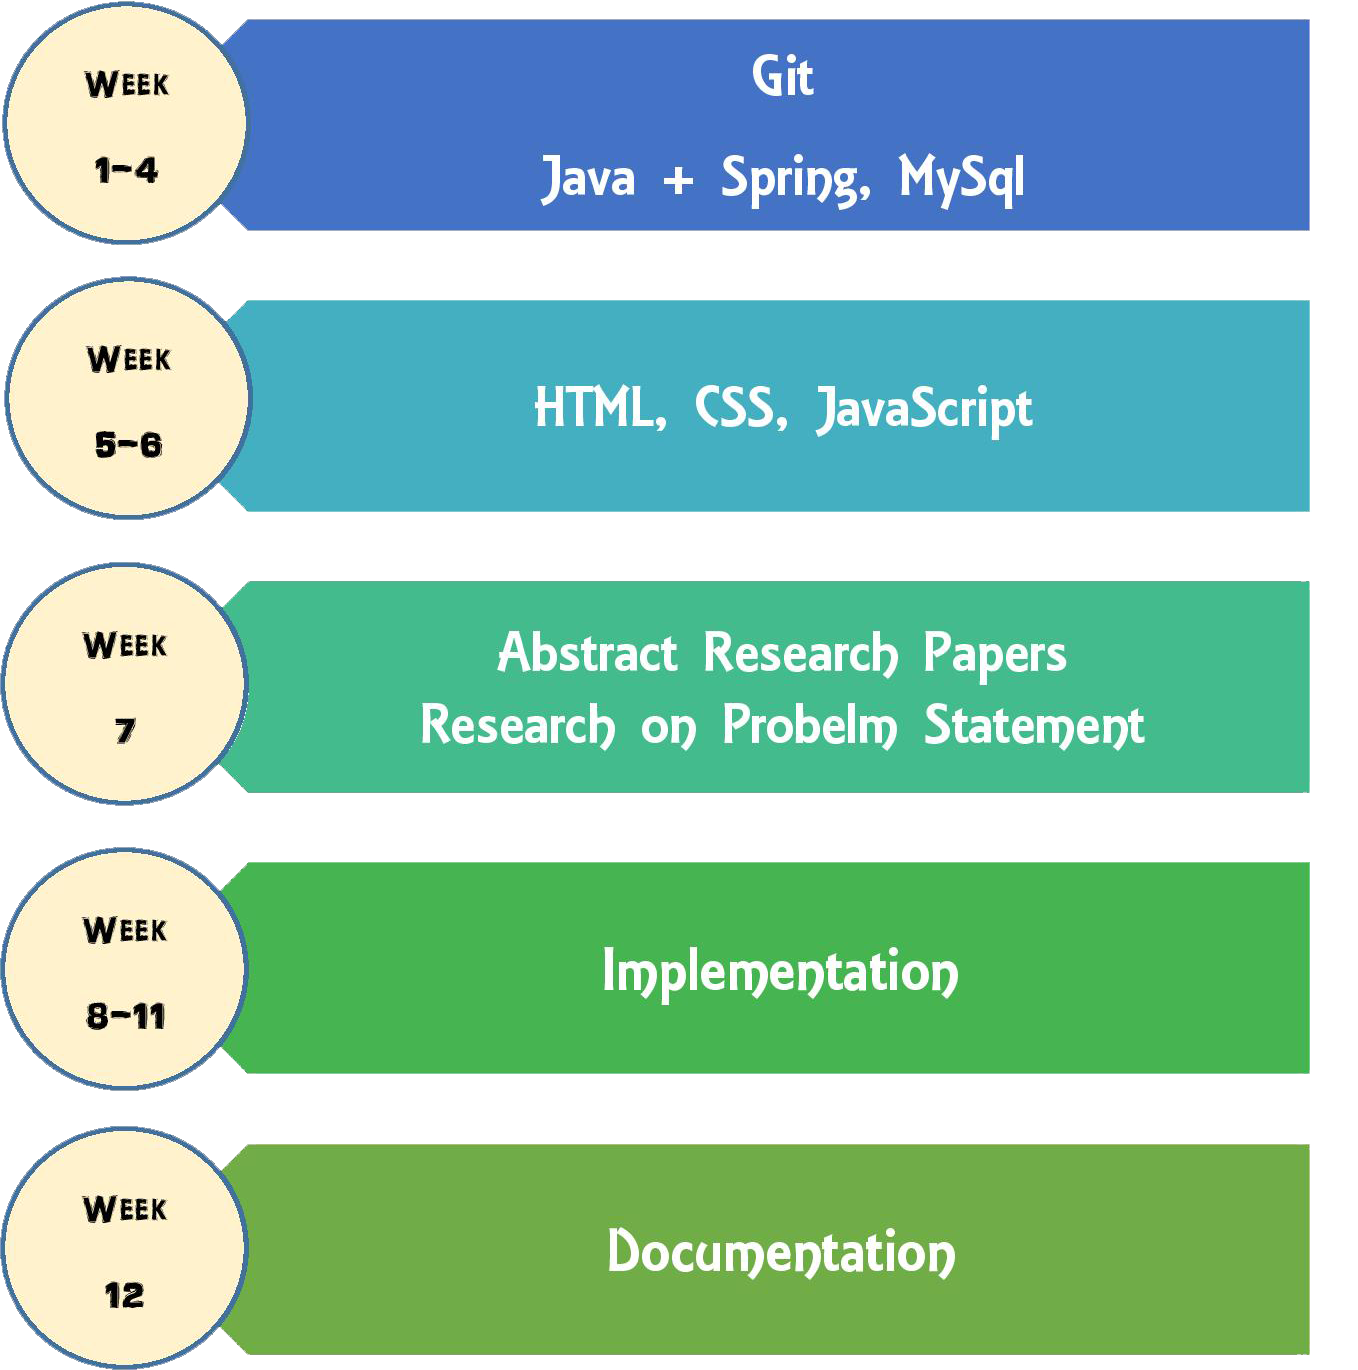 Week
1-4
Git
Java + Spring, MySql
Week
5-6
HTML, CSS, JavaScript
Week
7
Abstract Research Papers
Research on Probelm Statement
Week
8-11
Implementation
Week
12
Documentation